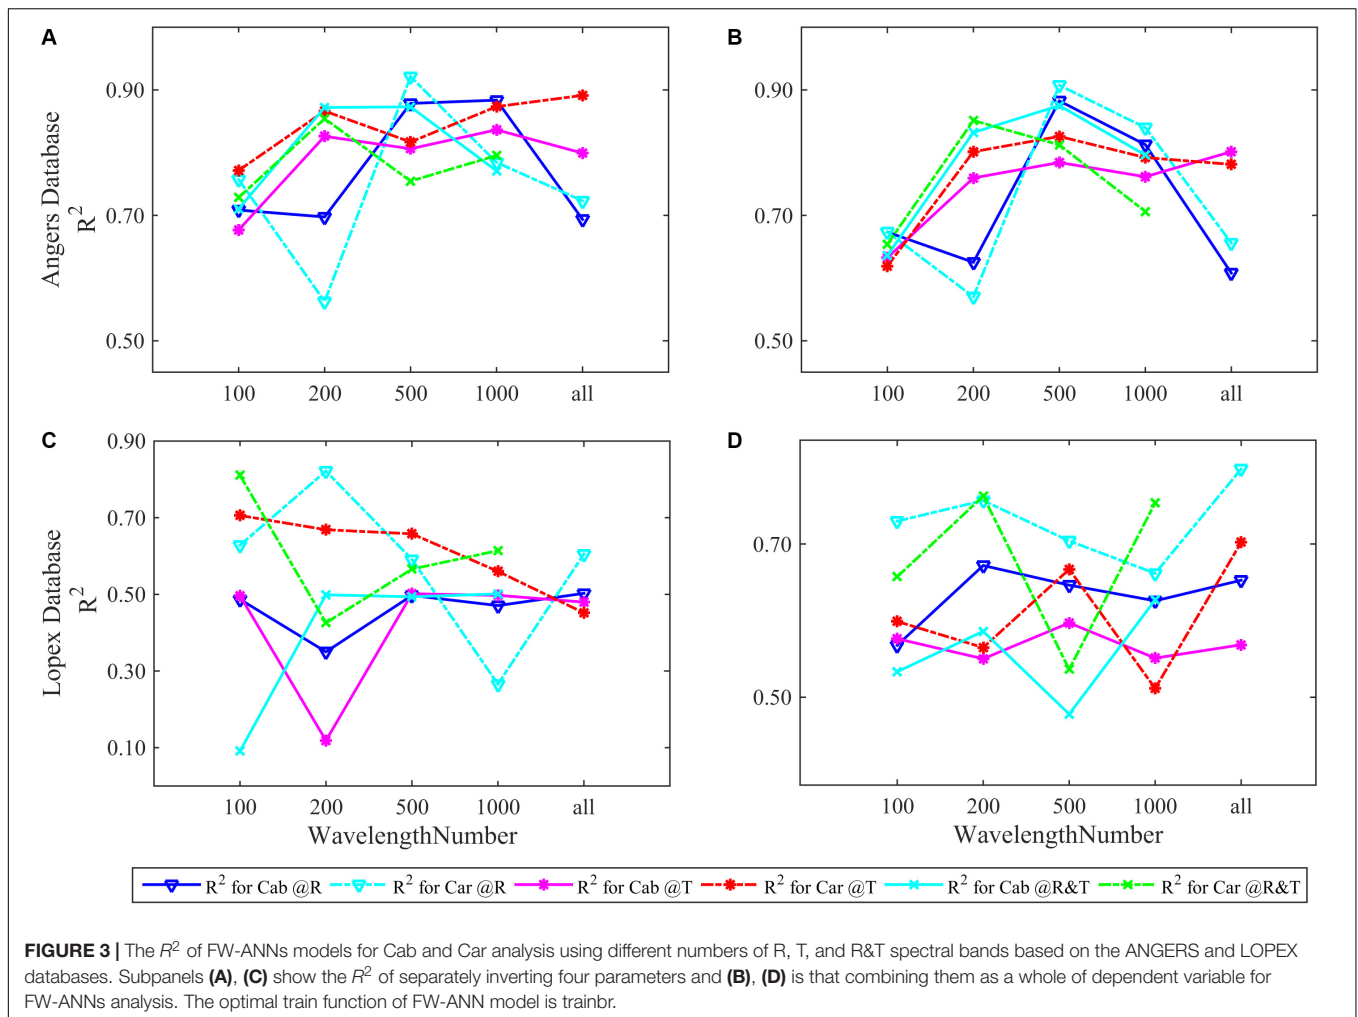 A
B
0.90
0.70
0.50
Angers Database
R²
100 200 500 1000 all
0.90
0.70
0.50
100 200 500 1000 all
C
D
0.90
0.70
0.50
0.30
0.10
Lopex Database
R²
100 200 500 1000 all
WavelengthNumber
0.70
0.50
100 200 500 1000 all
WavelengthNumber
R² for Cab @R R² for Car @R R² for Cab @T R² for Car @T R² for Cab @R&T R² for Car @R&T
FIGURE 3 | The R² of FW-ANNs models for Cab and Car analysis using different numbers of R, T, and R&T spectral bands based on the ANGERS and LOPEX
databases. Subpanels (A), (C) show the R² of separately inverting four parameters and (B), (D) is that combining them as a whole of dependent variable for
FW-ANNs analysis. The optimal train function of FW-ANN model is trainbr.